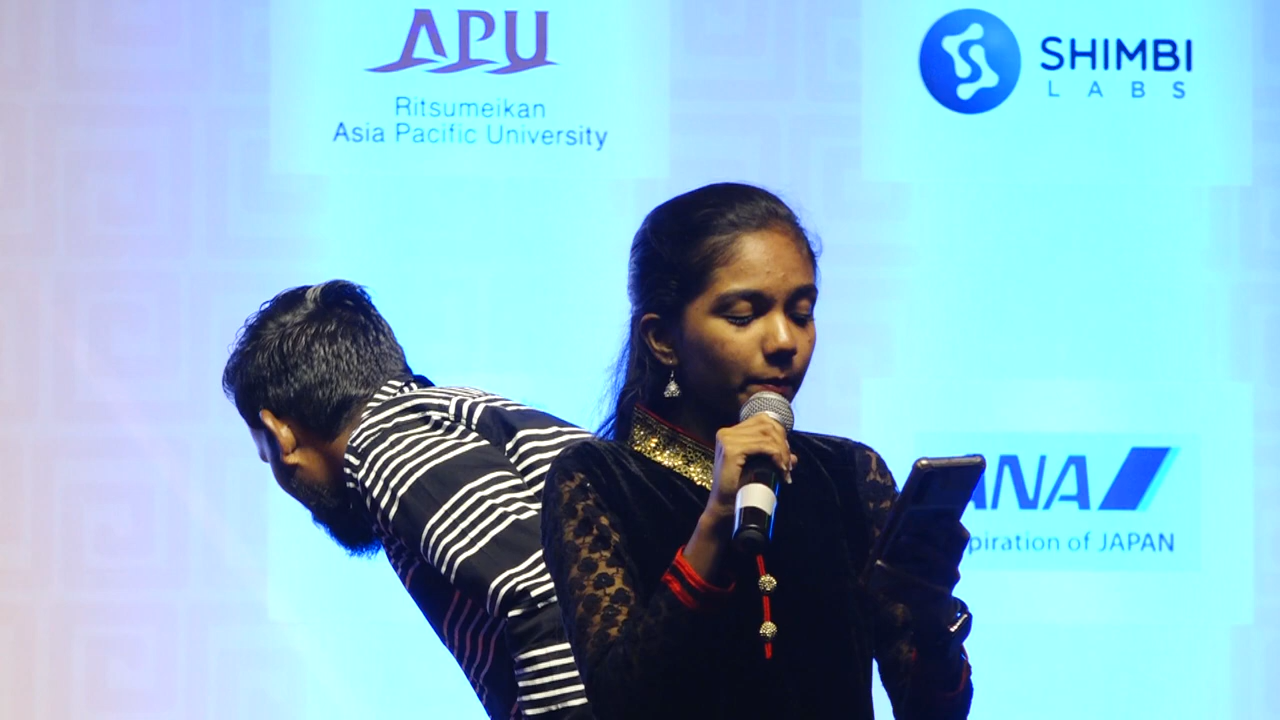 APU
Ritsumeikan
Asia Pacific University
SHIMBI
LABS
ANA
piration of JAPAN